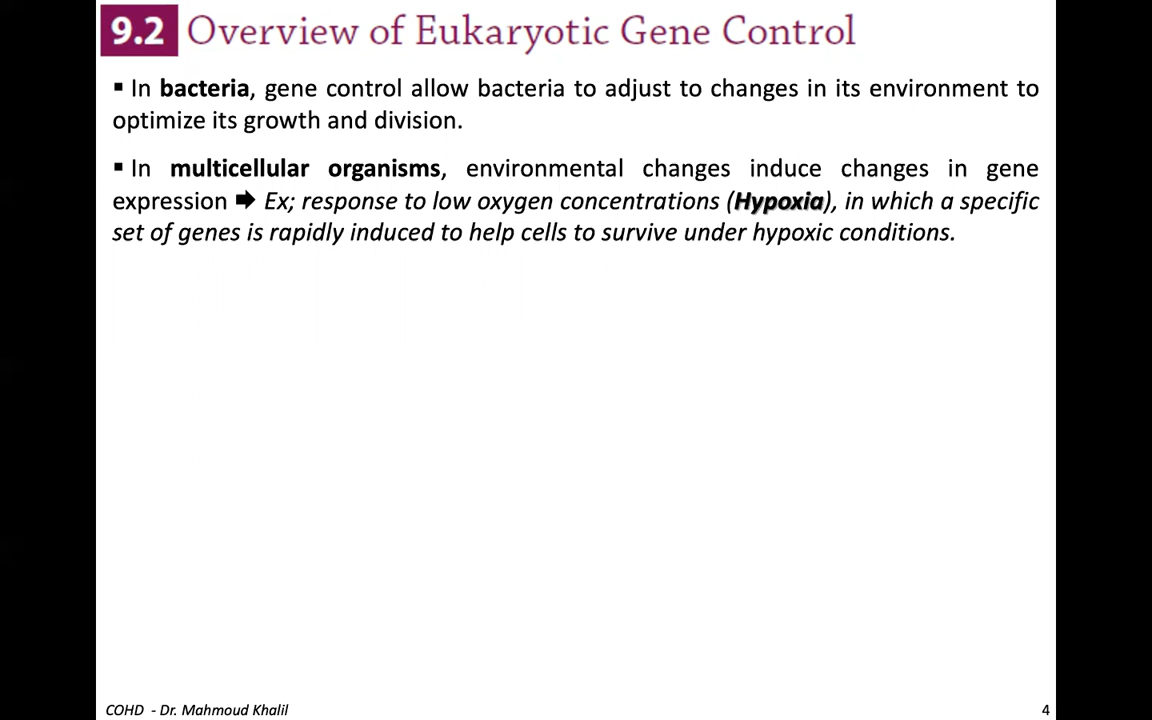 9.2 Overview of Eukaryotic Gene Control
▪ In bacteria, gene control allow bacteria to adjust to changes in its environment to
optimize its growth and division.
▪ In multicellular organisms, environmental changes induce changes in gene
expression 🡆 Ex; response to low oxygen concentrations (Hypoxia), in which a specific
set of genes is rapidly induced to help cells to survive under hypoxic conditions.
COHD - Dr. Mahmoud Khalil
4